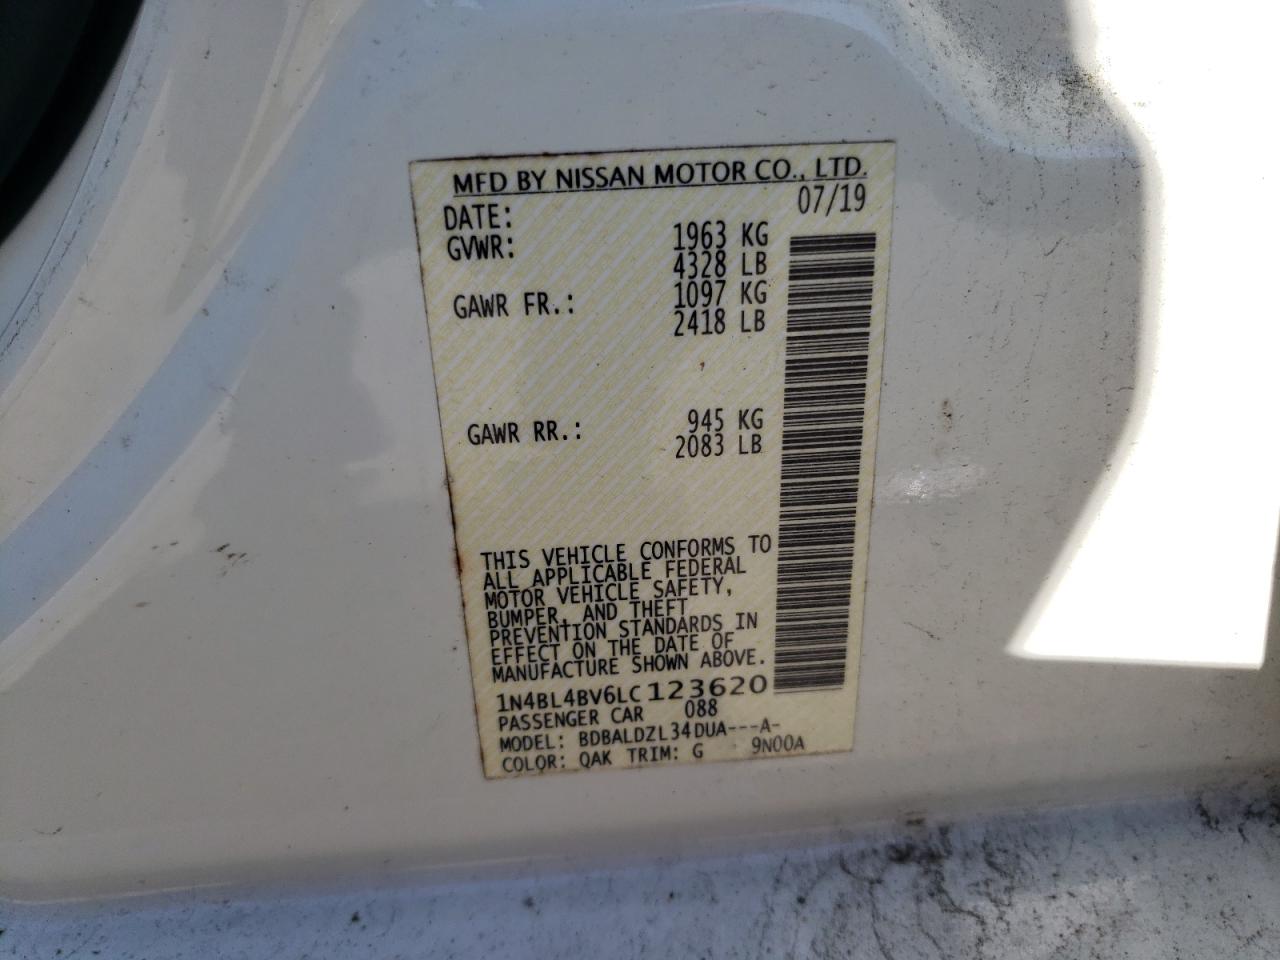 MFD BY NISSAN MOTOR CO., LTD.
DATE: 07/19
GVWR: 1963 KG
4328 LB
GAWR FR.: 1097 KG
2418 LB
GAWR RR.: 945 KG
2083 LB
THIS VEHICLE CONFORMS TO
ALL APPLICABLE FEDERAL
MOTOR VEHICLE SAFETY,
BUMPER, AND THEFT
PREVENTION STANDARDS IN
EFFECT ON THE DATE OF
MANUFACTURE SHOWN ABOVE.
1N4BL4BV6LC123620
PASSENGER CAR 088
MODEL: BDBALDZL34DUA---A-
COLOR: QAK TRIM: G 9N00A